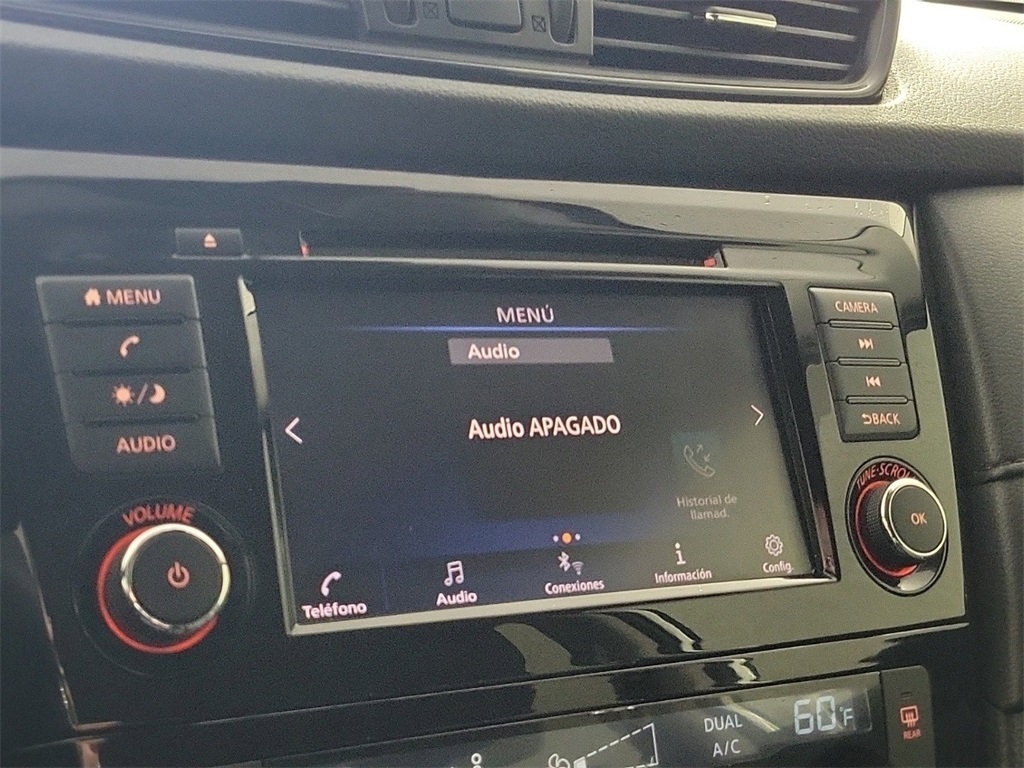 MENU
AUDIO
VOLUME
MENÚ
Audio
Audio APAGADO
Historial de
llamad.
Teléfono
Audio
Conexiones
Información
Config.
CAMERA
BACK
TUNE·SCROLL
OK
DUAL
A/C
60°F
REAR